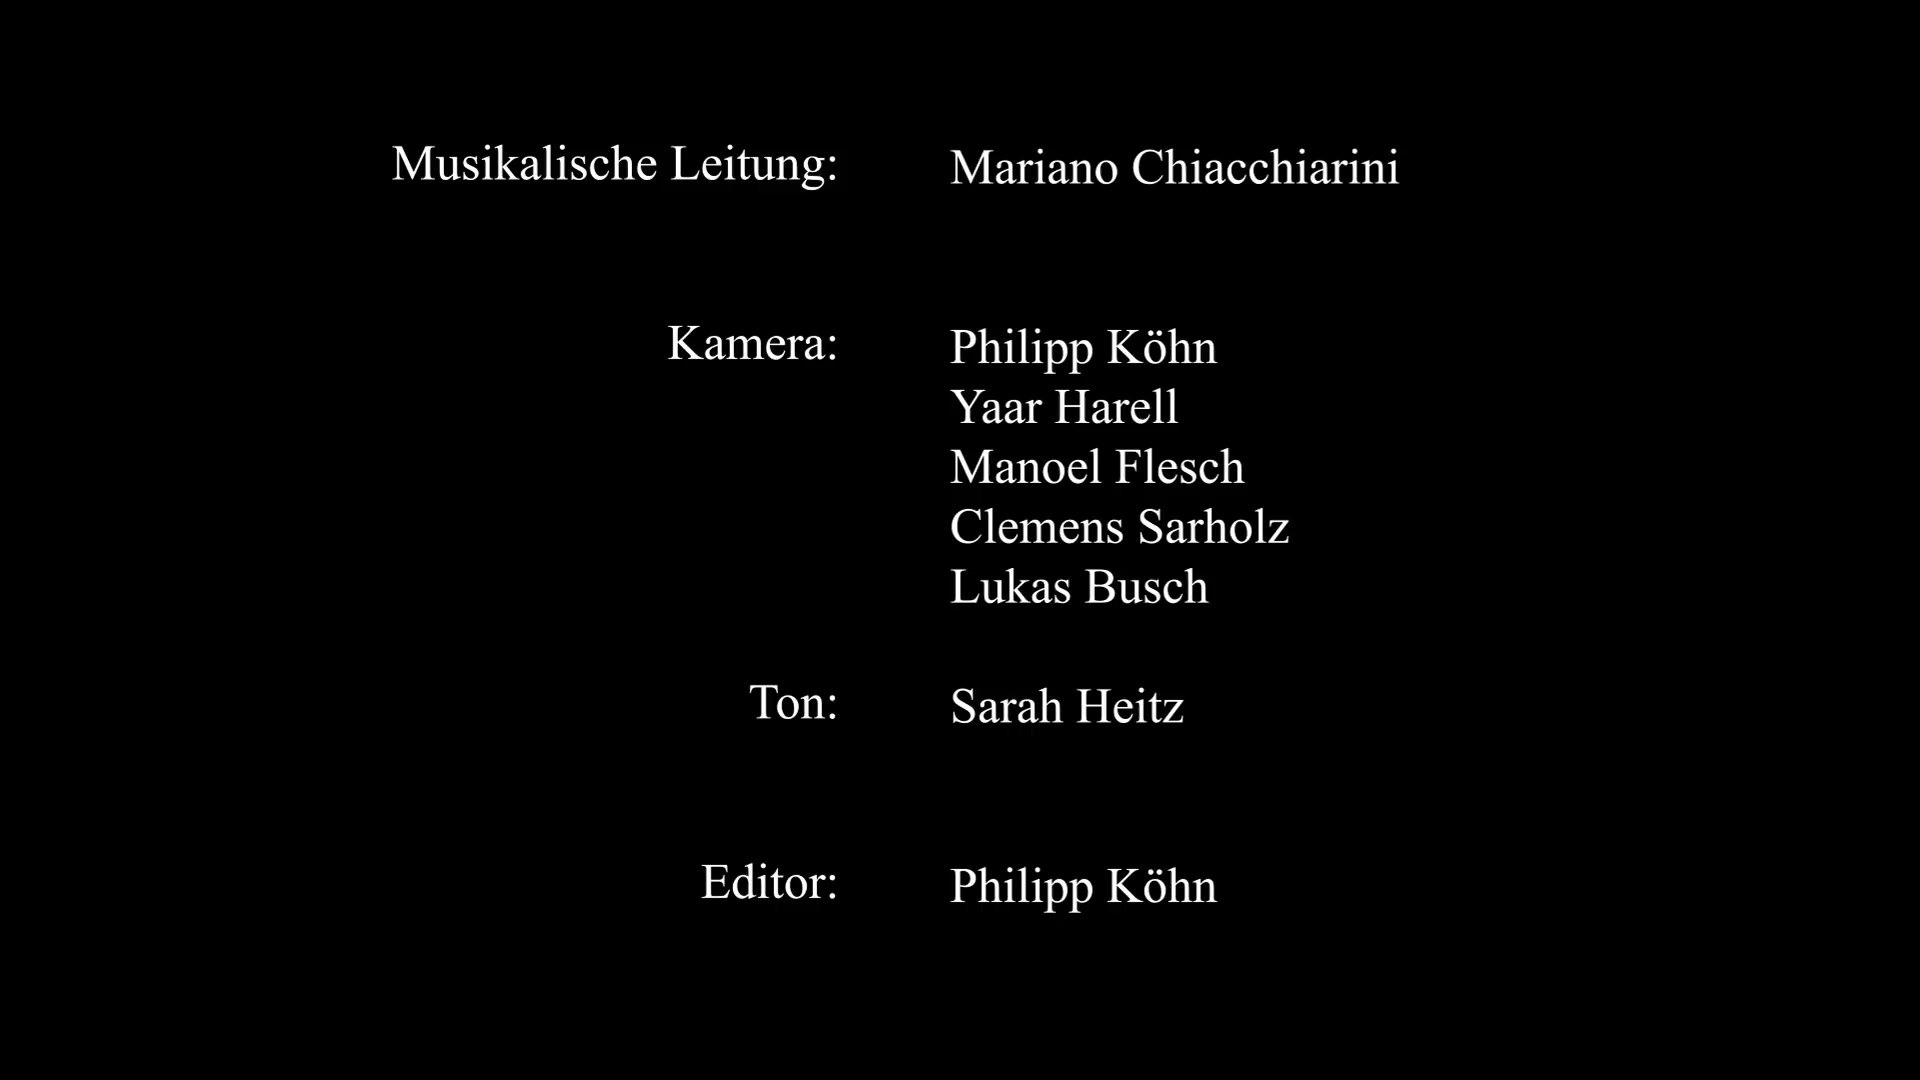 Musikalische Leitung: Mariano Chiacchiarini
Kamera: Philipp Köhn
Yaar Harell
Manoel Flesch
Clemens Sarholz
Lukas Busch
Ton: Sarah Heitz
Editor: Philipp Köhn